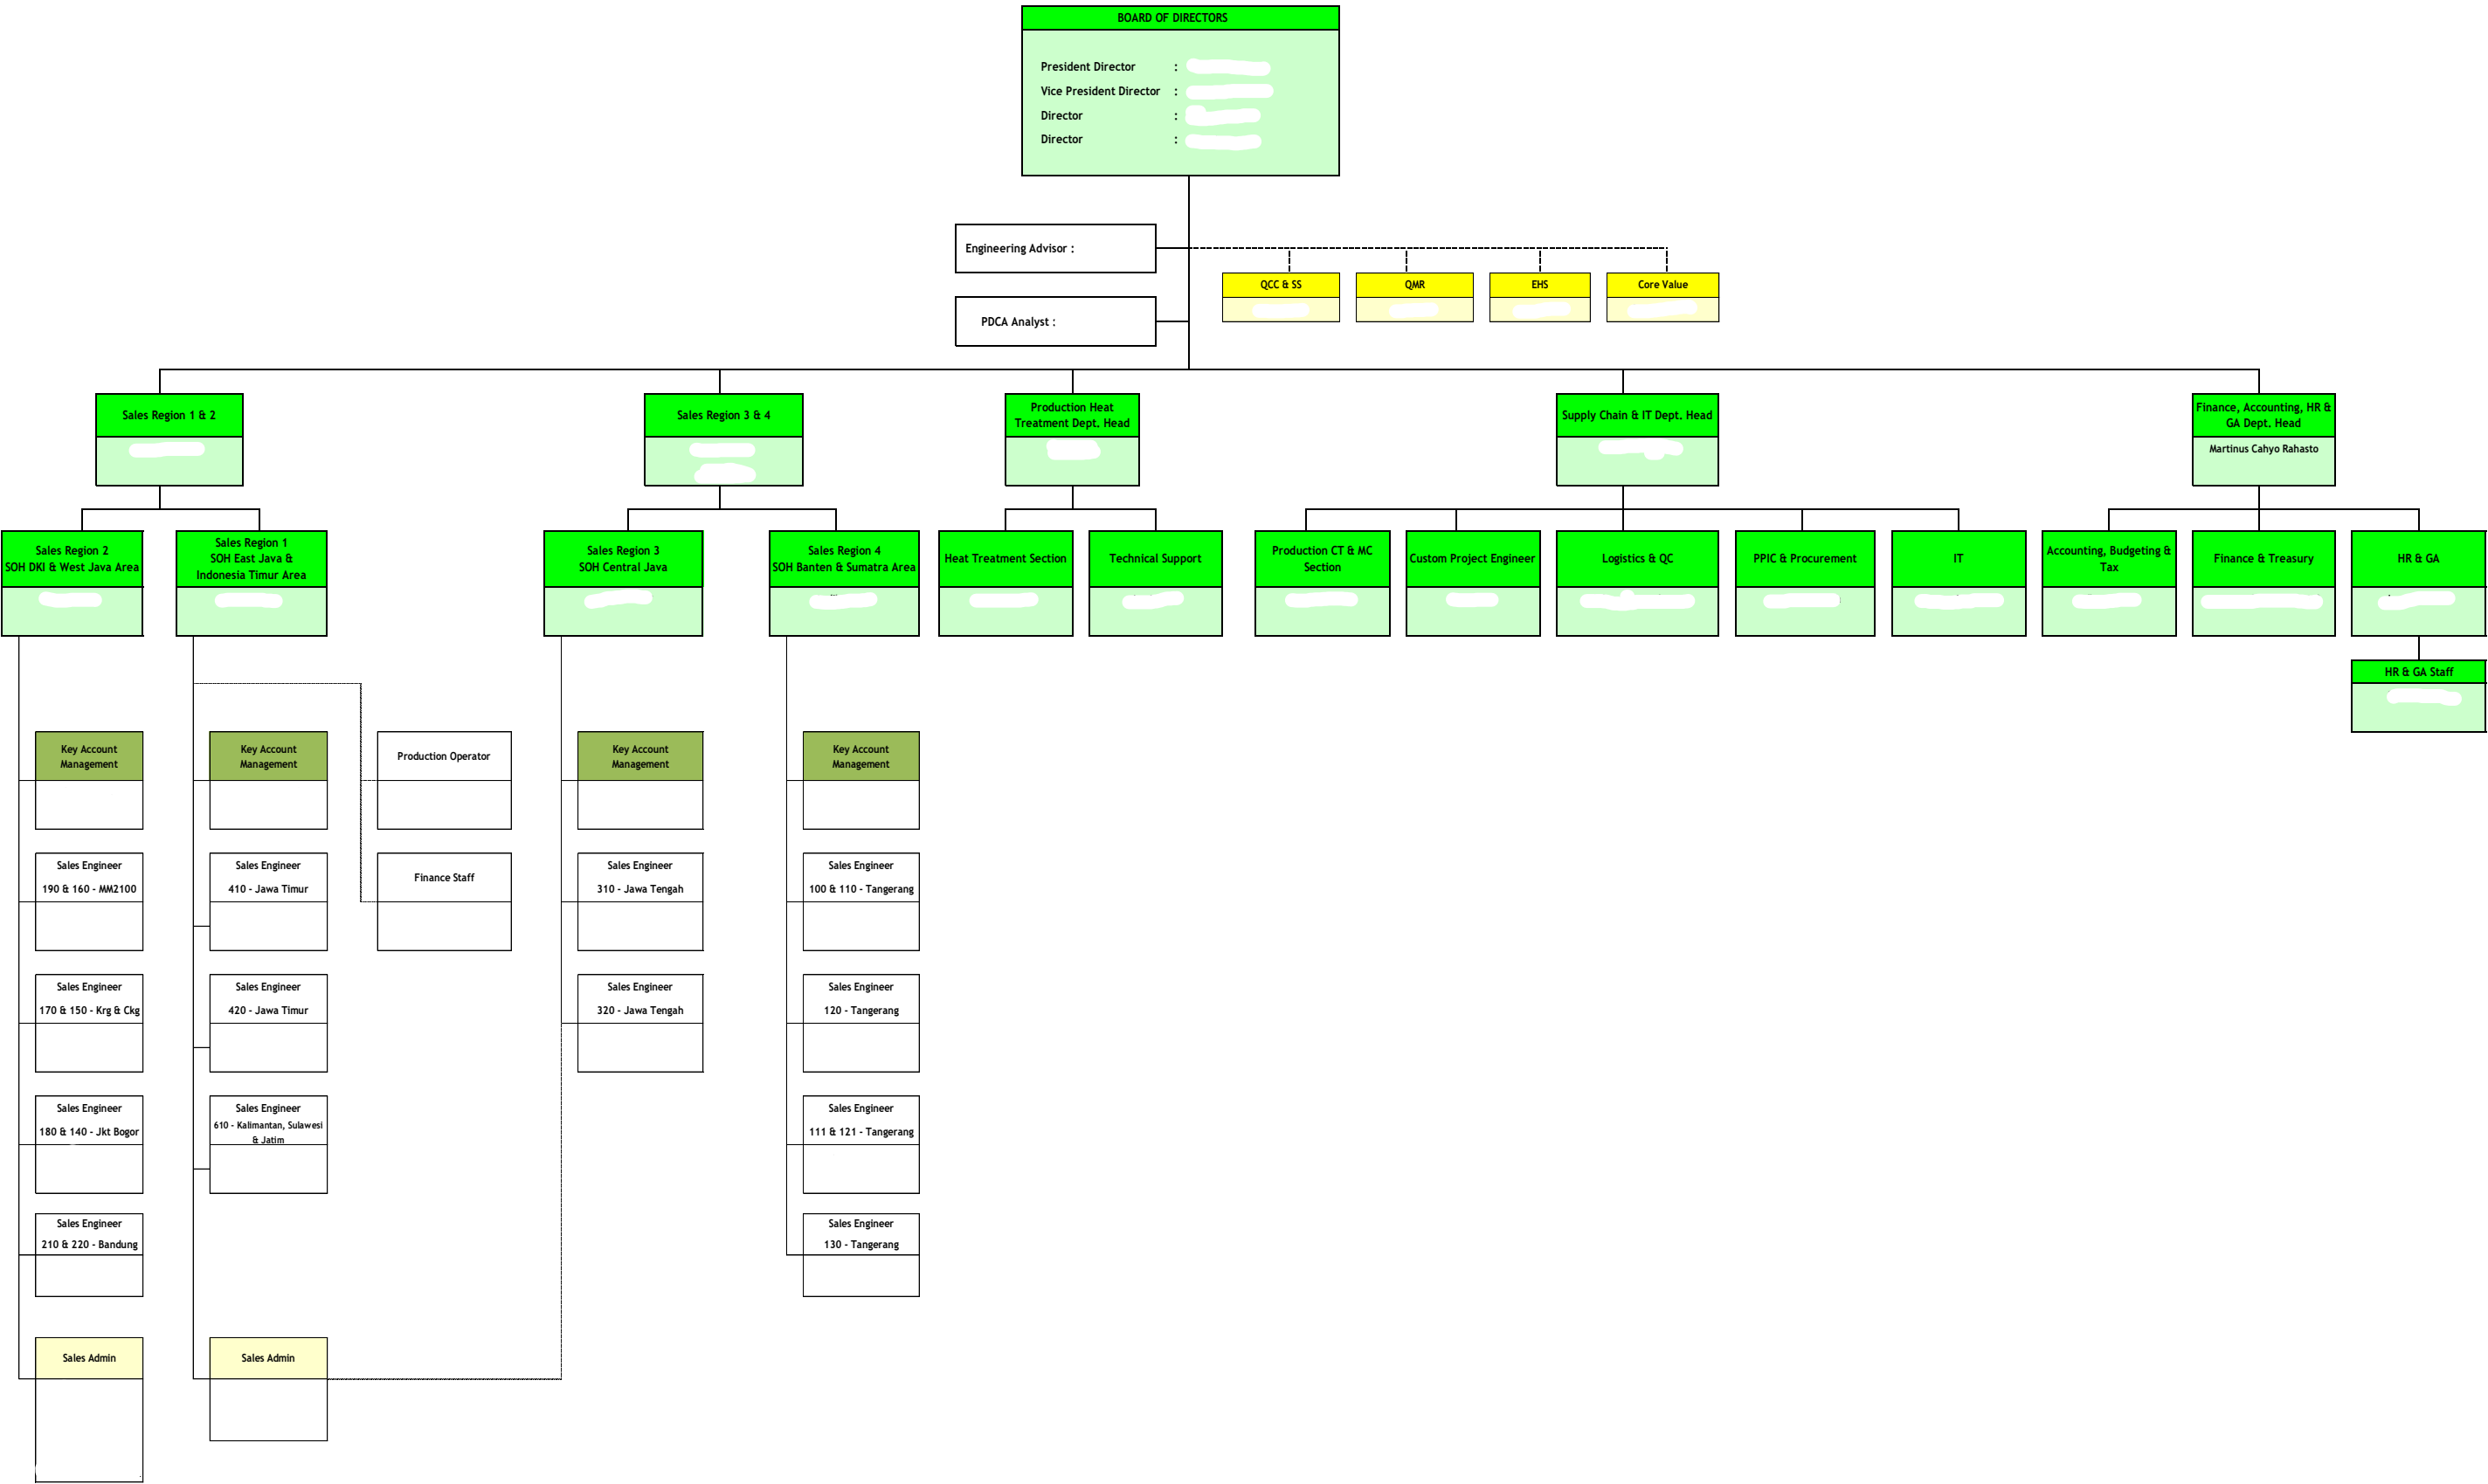 BOARD OF DIRECTORS
President Director :
Vice President Director :
Director :
Director :
Engineering Advisor :
QCC & SS
QMR
EHS
Core Value
PDCA Analyst :
Sales Region 1 & 2
Sales Region 3 & 4
Production Heat
Treatment Dept. Head
Supply Chain & IT Dept. Head
Finance, Accounting, HR &
GA Dept. Head
Martinus Cahyo Rahasto
Sales Region 2
SOH DKI & West Java Area
Sales Region 1
SOH East Java &
Indonesia Timur Area
Sales Region 3
SOH Central Java
Sales Region 4
SOH Banten & Sumatra Area
Heat Treatment Section
Technical Support
Production CT & MC
Section
Custom Project Engineer
Logistics & QC
PPIC & Procurement
IT
Accounting, Budgeting &
Tax
Finance & Treasury
HR & GA
HR & GA Staff
Key Account
Management
Key Account
Management
Production Operator
Key Account
Management
Key Account
Management
Sales Engineer
190 & 160 - MM2100
Sales Engineer
410 - Jawa Timur
Finance Staff
Sales Engineer
310 - Jawa Tengah
Sales Engineer
100 & 110 - Tangerang
Sales Engineer
170 & 150 - Krg & Ckg
Sales Engineer
420 - Jawa Timur
Sales Engineer
320 - Jawa Tengah
Sales Engineer
120 - Tangerang
Sales Engineer
180 & 140 - Jkt Bogor
Sales Engineer
610 - Kalimantan, Sulawesi
& Jatim
Sales Engineer
111 & 121 - Tangerang
Sales Engineer
210 & 220 - Bandung
Sales Engineer
130 - Tangerang
Sales Admin
Sales Admin